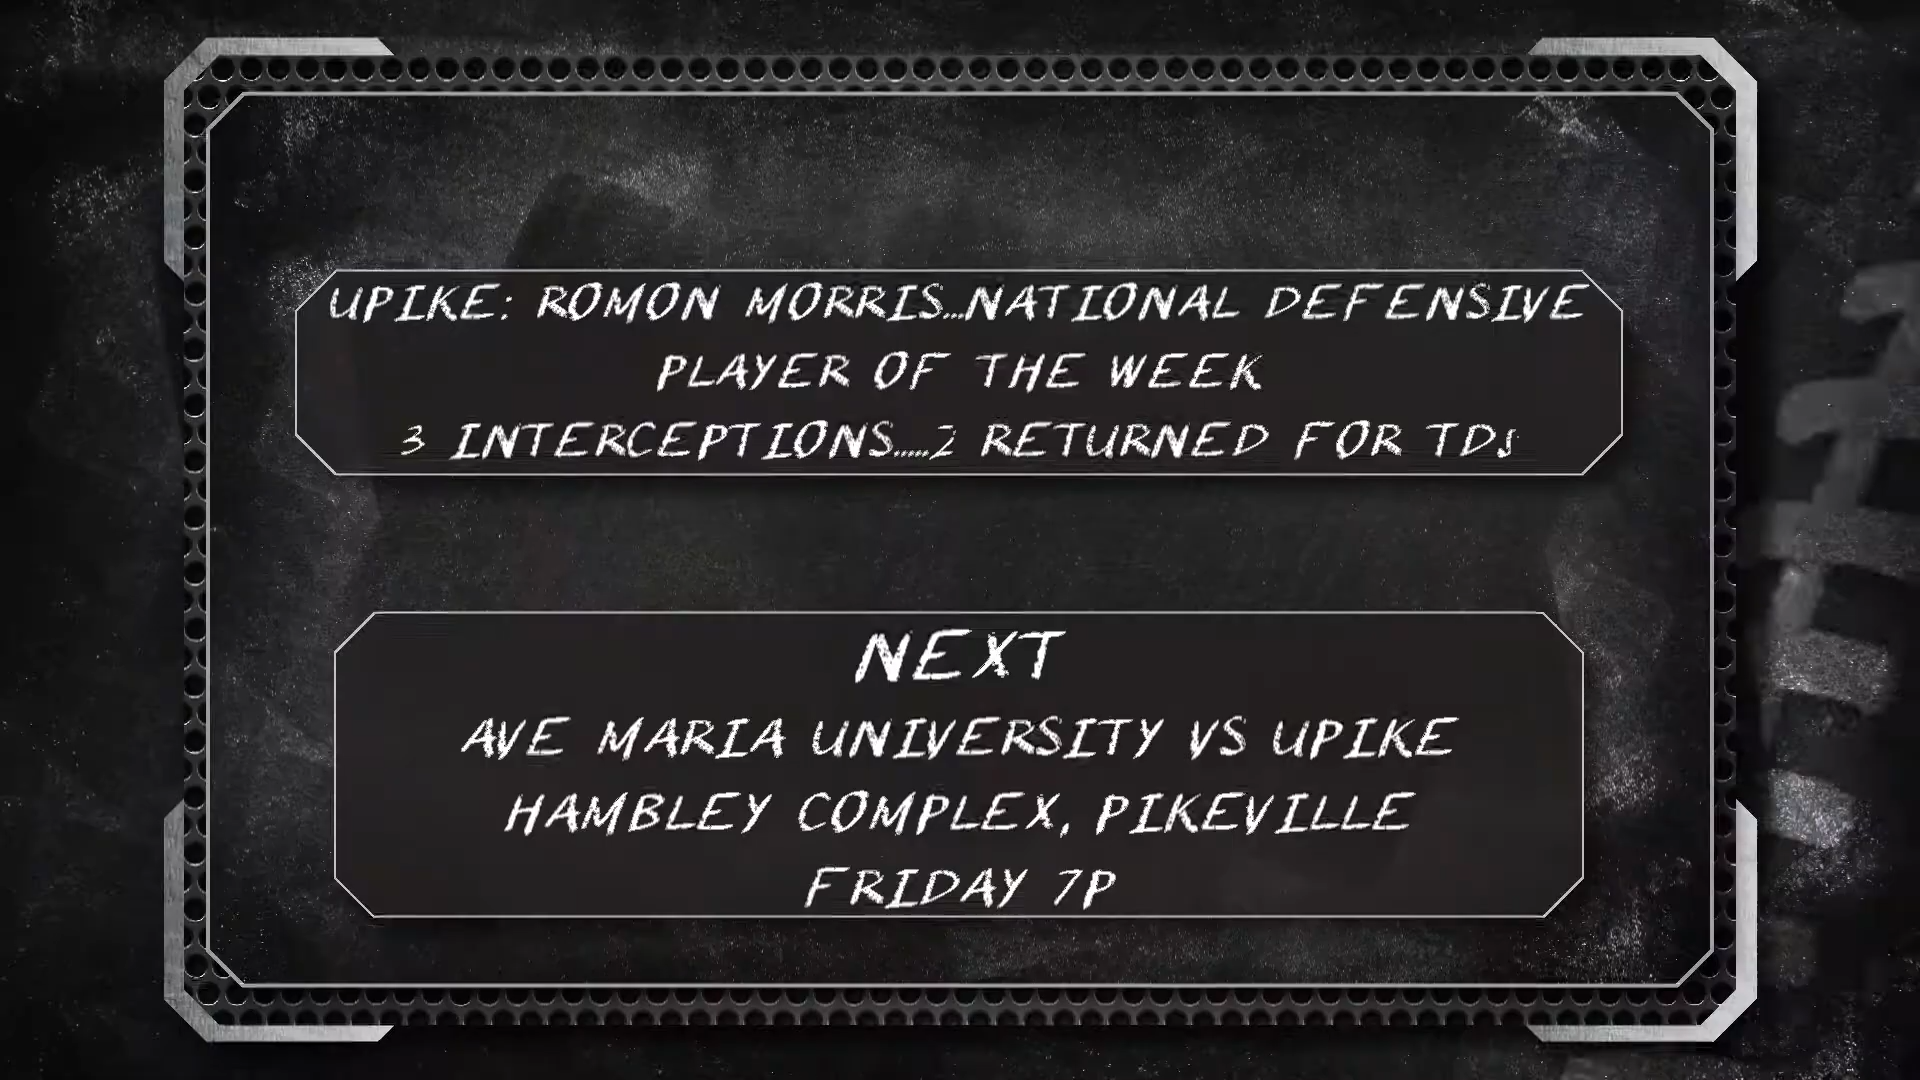 UPIKE: ROMON MORRIS...NATIONAL DEFENSIVE
PLAYER OF THE WEEK
3 INTERCEPTIONS.....2 RETURNED FOR TDs
NEXT
AVE MARIA UNIVERSITY VS UPIKE
HAMBLEY COMPLEX, PIKEVILLE
FRIDAY 7P